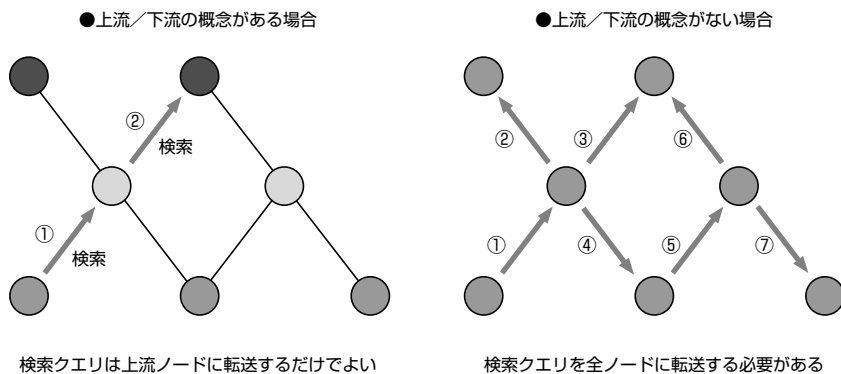 ●上流／下流の概念がある場合
②
検索
①
検索
検索クエリは上流ノードに転送するだけでよい
●上流／下流の概念がない場合
②
③
⑥
①
④
⑤
⑦
検索クエリを全ノードに転送する必要がある